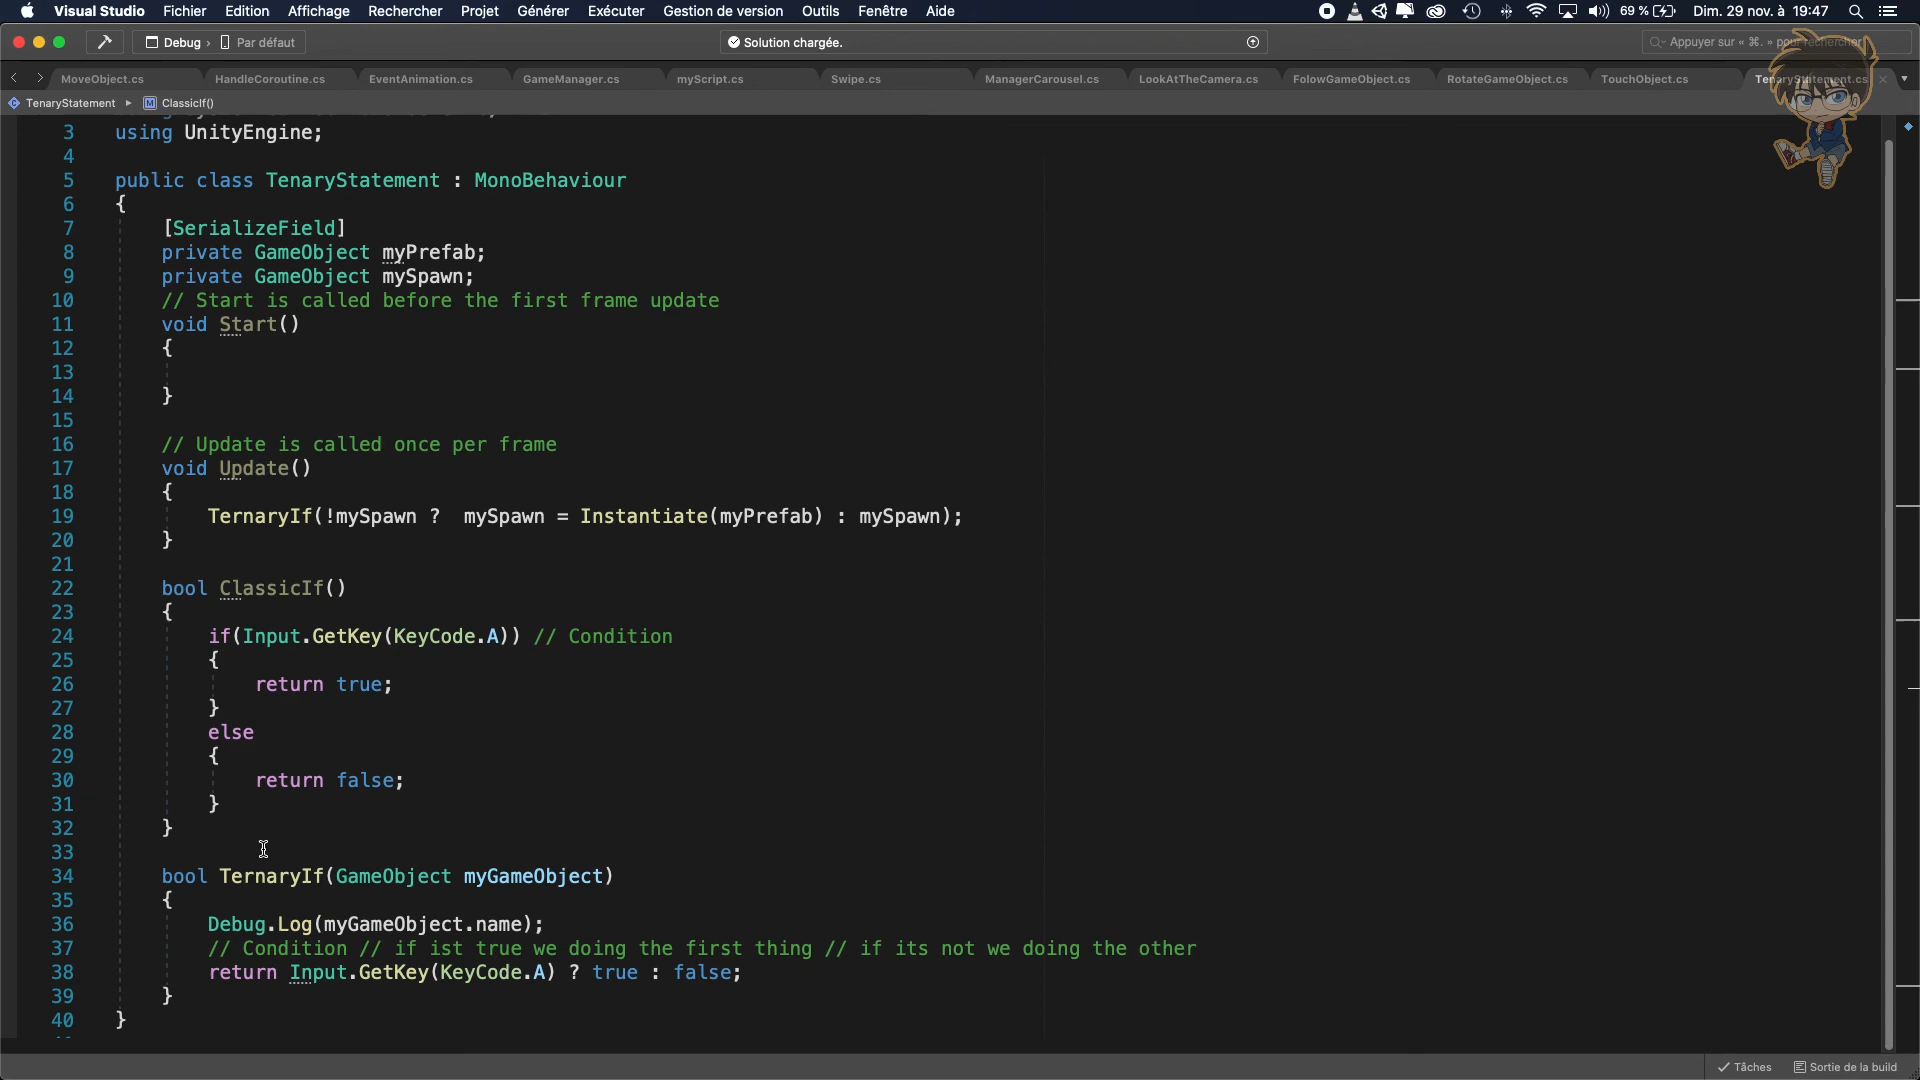 Visual Studio Fichier Edition Affichage Rechercher Projet Générer Exécuter Gestion de version Outils Fenêtre Aide 69 % Dim. 29 nov. à 19:47
Debug › Par défaut Solution chargée. Appuyer sur « ⌘. » pour rechercher
MoveObject.cs HandleCoroutine.cs EventAnimation.cs GameManager.cs myScript.cs Swipe.cs ManagerCarousel.cs LookAtTheCamera.cs FolowGameObject.cs RotateGameObject.cs TouchObject.cs TenaryStatement.cs
TenaryStatement ▸ M ClassicIf()
3 using UnityEngine;
4
5 public class TenaryStatement : MonoBehaviour
6 {
7 [SerializeField]
8 private GameObject myPrefab;
9 private GameObject mySpawn;
10 // Start is called before the first frame update
11 void Start()
12 {
13
14 }
15
16 // Update is called once per frame
17 void Update()
18 {
19 TernaryIf(!mySpawn ?  mySpawn = Instantiate(myPrefab) : mySpawn);
20 }
21
22 bool ClassicIf()
23 {
24 if(Input.GetKey(KeyCode.A)) // Condition
25 {
26 return true;
27 }
28 else
29 {
30 return false;
31 }
32 }
33
34 bool TernaryIf(GameObject myGameObject)
35 {
36 Debug.Log(myGameObject.name);
37 // Condition // if ist true we doing the first thing // if its not we doing the other
38 return Input.GetKey(KeyCode.A) ? true : false;
39 }
40 }
Tâches Sortie de la build